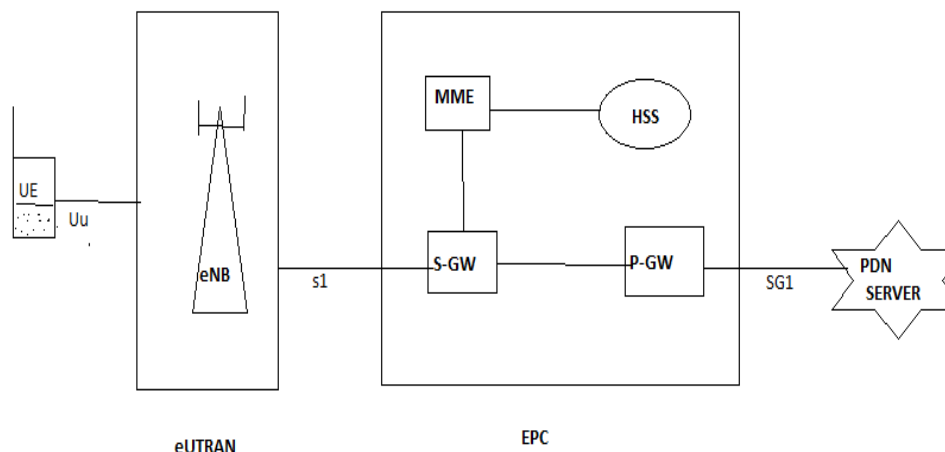 MME
HSS
UE
Uu
eNB
s1
S-GW
P-GW
SG1
PDN
SERVER
eUTRAN
EPC